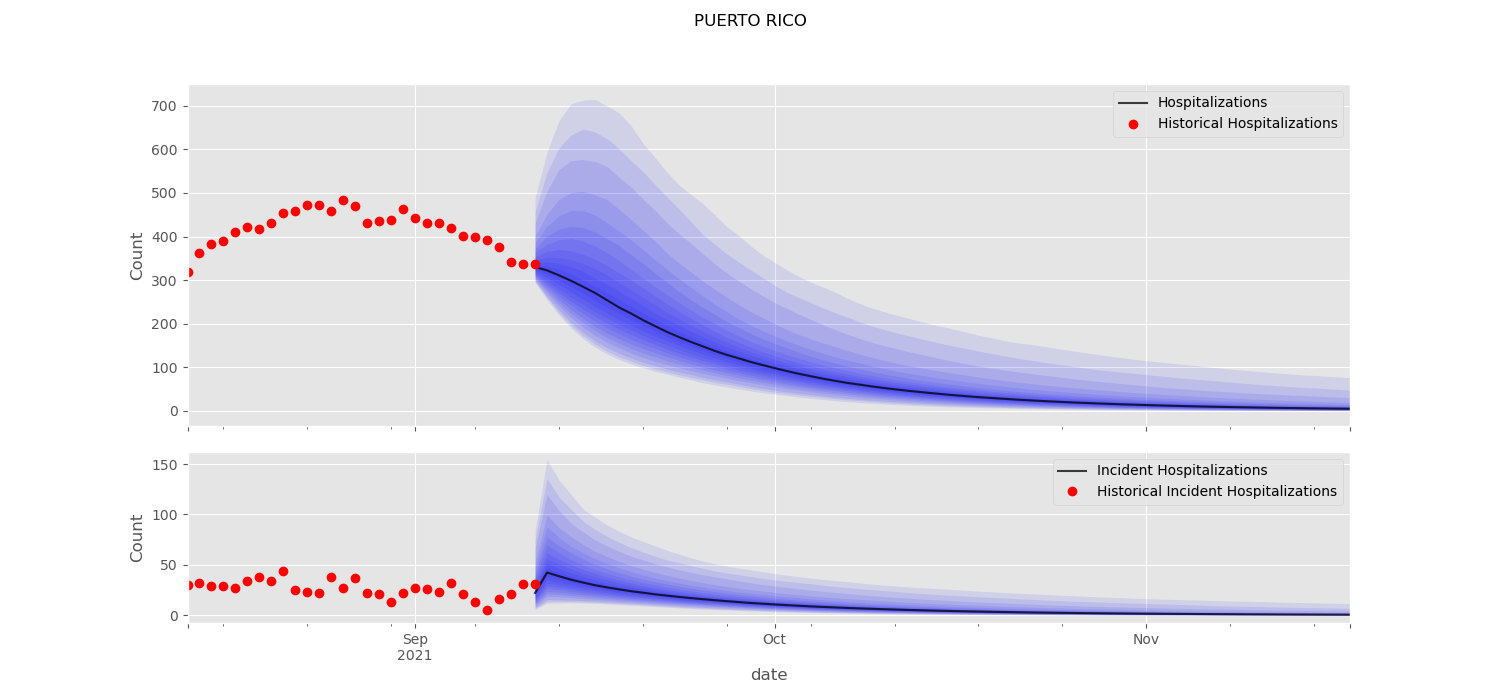 PUERTO RICO
Hospitalizations
Historical Hospitalizations
700
600
500
400
300
200
100
0
Count
Incident Hospitalizations
Historical Incident Hospitalizations
150
100
50
0
Count
Sep
2021
Oct
Nov
date